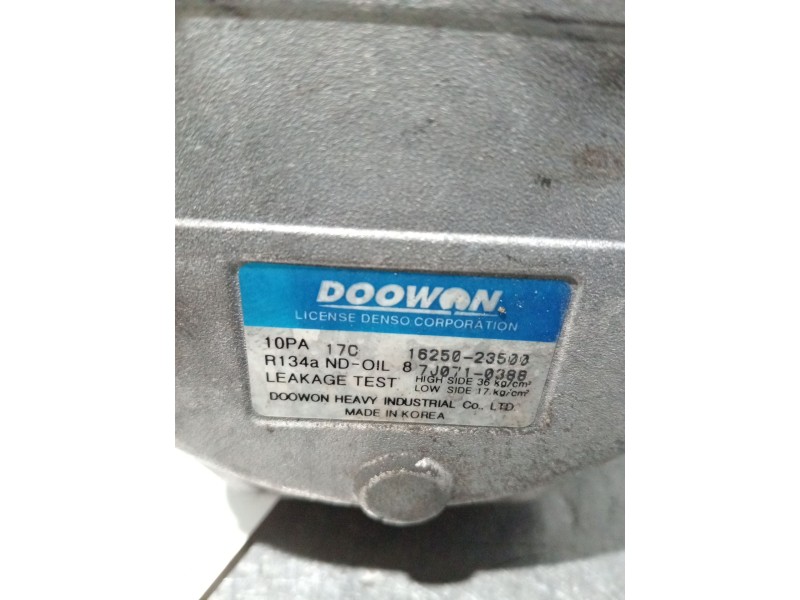 DOOWON
LICENSE DENSO CORPORATION
10PA 17C 16250-23500
R134a ND-OIL 8 7J071-0388
LEAKAGE TEST HIGH SIDE 36 kg/cm²
LOW SIDE 17 kg/cm²
DOOWON HEAVY INDUSTRIAL Co., LTD.
MADE IN KOREA